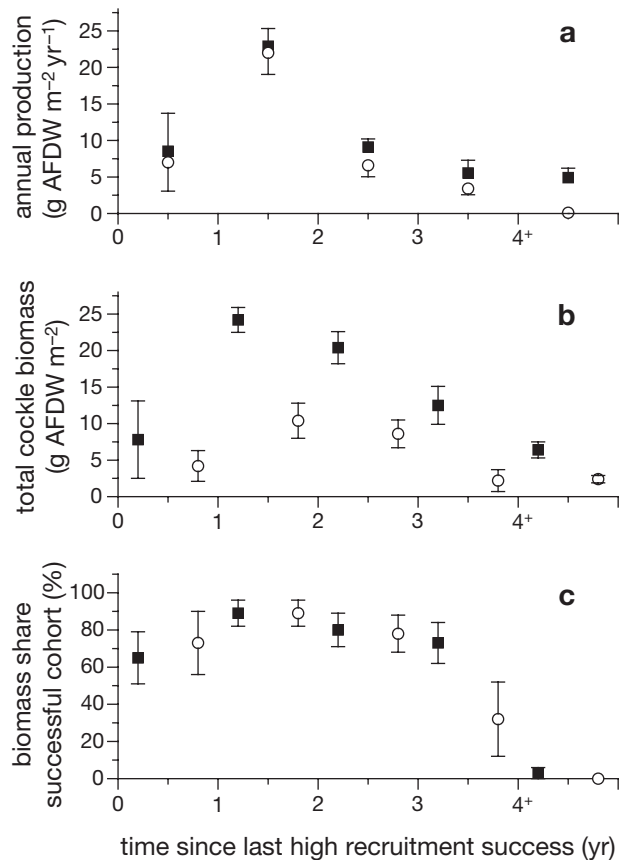 a
annual production
(g AFDW m⁻² yr⁻¹)
25
20
15
10
5
0
0 1 2 3 4⁺
b
total cockle biomass
(g AFDW m⁻²)
25
20
15
10
5
0
0 1 2 3 4⁺
c
biomass share
successful cohort (%)
100
80
60
40
20
0
0 1 2 3 4⁺
time since last high recruitment success (yr)